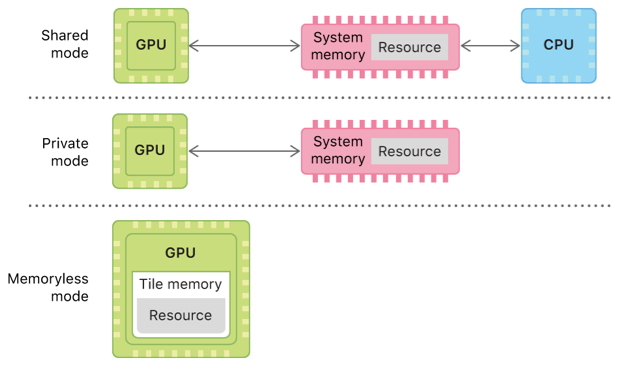 Shared
mode
GPU
System
memory
Resource
CPU
Private
mode
GPU
System
memory
Resource
Memoryless
mode
GPU
Tile memory
Resource